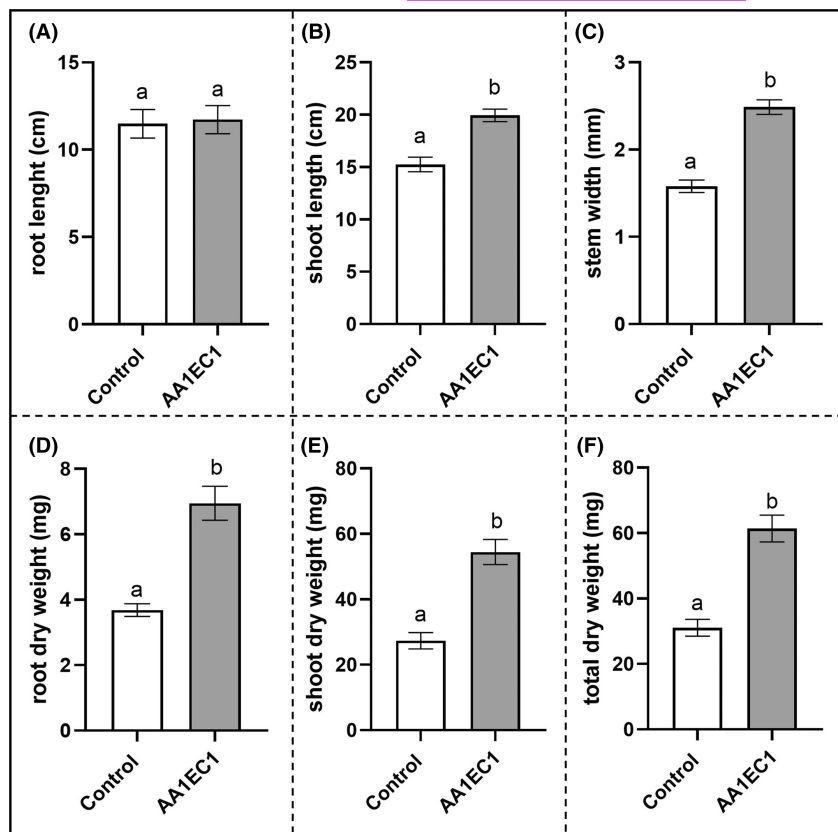 (A)
root lenght (cm)
15
10
5
0
a
a
Control
AA1EC1
(B)
shoot length (cm)
25
20
15
10
5
0
a
b
Control
AA1EC1
(C)
stem width (mm)
3
2
1
0
a
b
Control
AA1EC1
(D)
root dry weight (mg)
8
6
4
2
0
a
b
Control
AA1EC1
(E)
shoot dry weight (mg)
80
60
40
20
0
a
b
Control
AA1EC1
(F)
total dry weight (mg)
80
60
40
20
0
a
b
Control
AA1EC1